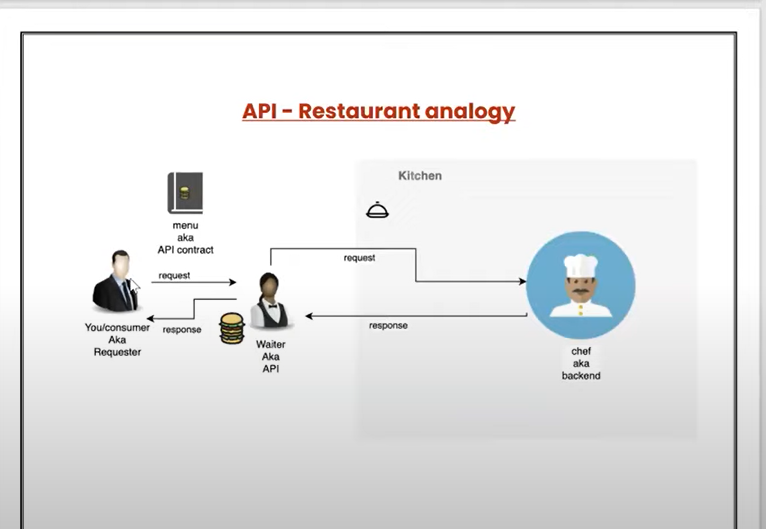 API - Restaurant analogy
Kitchen
menu
aka
API contract
request
request
response
response
You/consumer
Aka
Requester
Waiter
Aka
API
chef
aka
backend